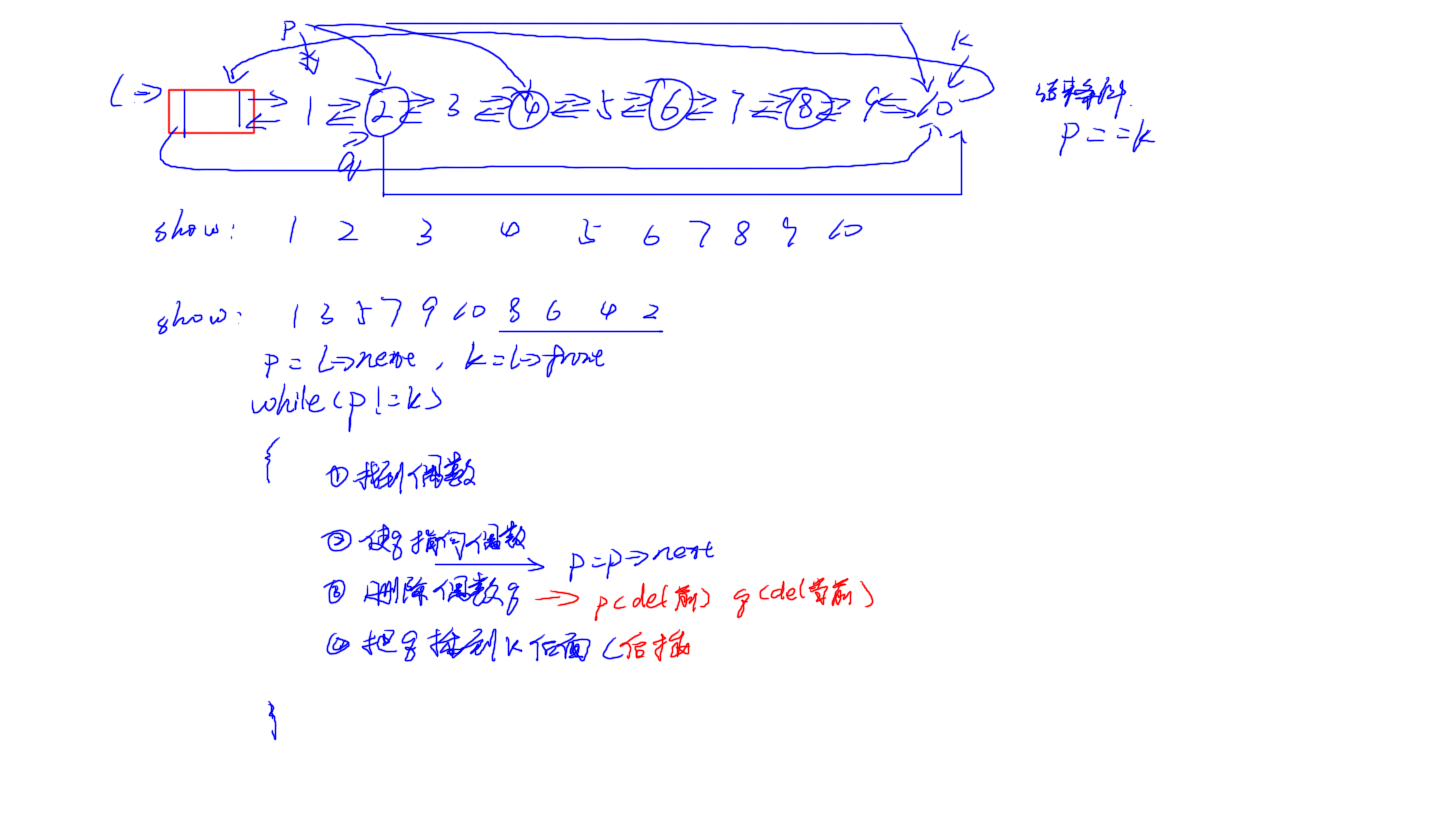 p
K
L→
1 2 3 4 5 6 7 8 9 10
q
结束条件
p==k
show: 1 2 3 4 5 6 7 8 9 10
show: 1 3 5 7 9 10 8 6 4 2
p=L→next, k=L→front
while(p!=k)
{
①找到偶数
②使q指向偶数
p=p→next
③删除偶数q → p(del前) q(del当前)
④把q插到k后面(后插
}